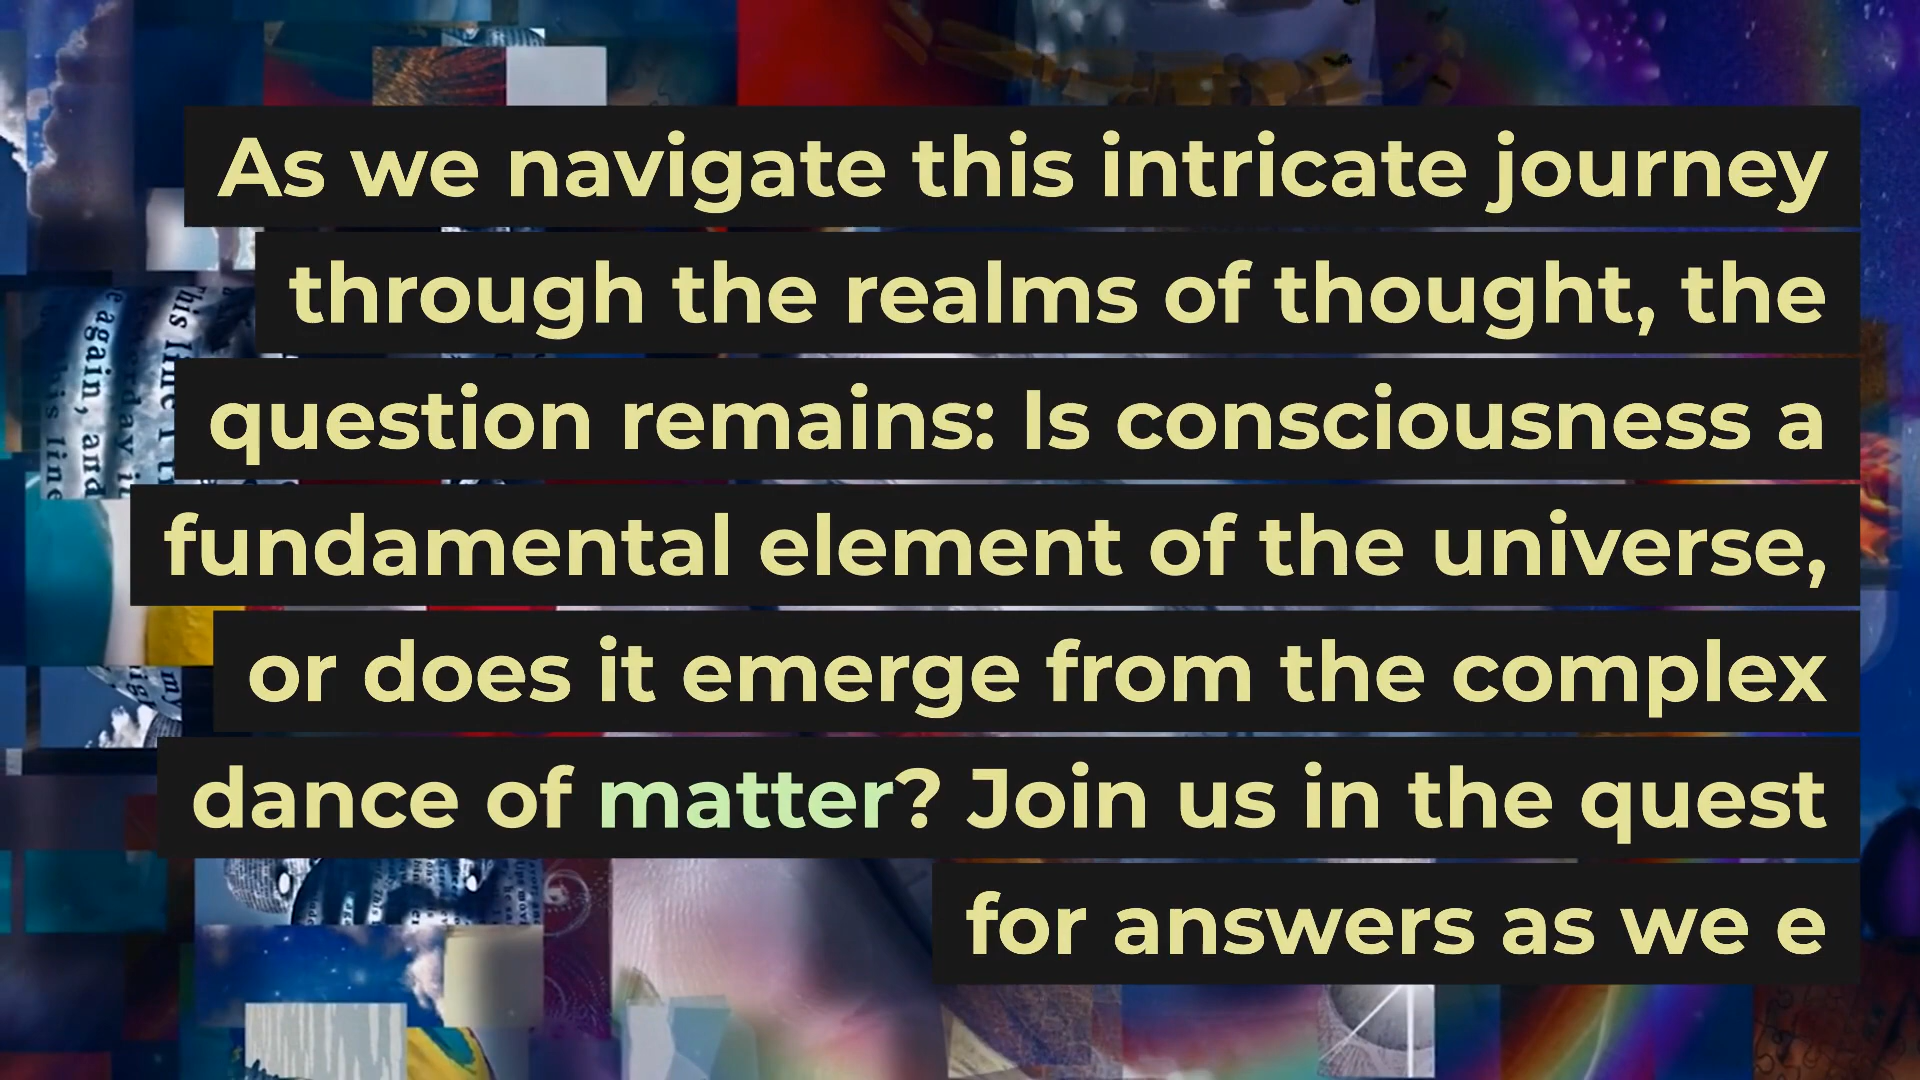 As we navigate this intricate journey
through the realms of thought, the
question remains: Is consciousness a
fundamental element of the universe,
or does it emerge from the complex
dance of matter? Join us in the quest
for answers as we e
again, and